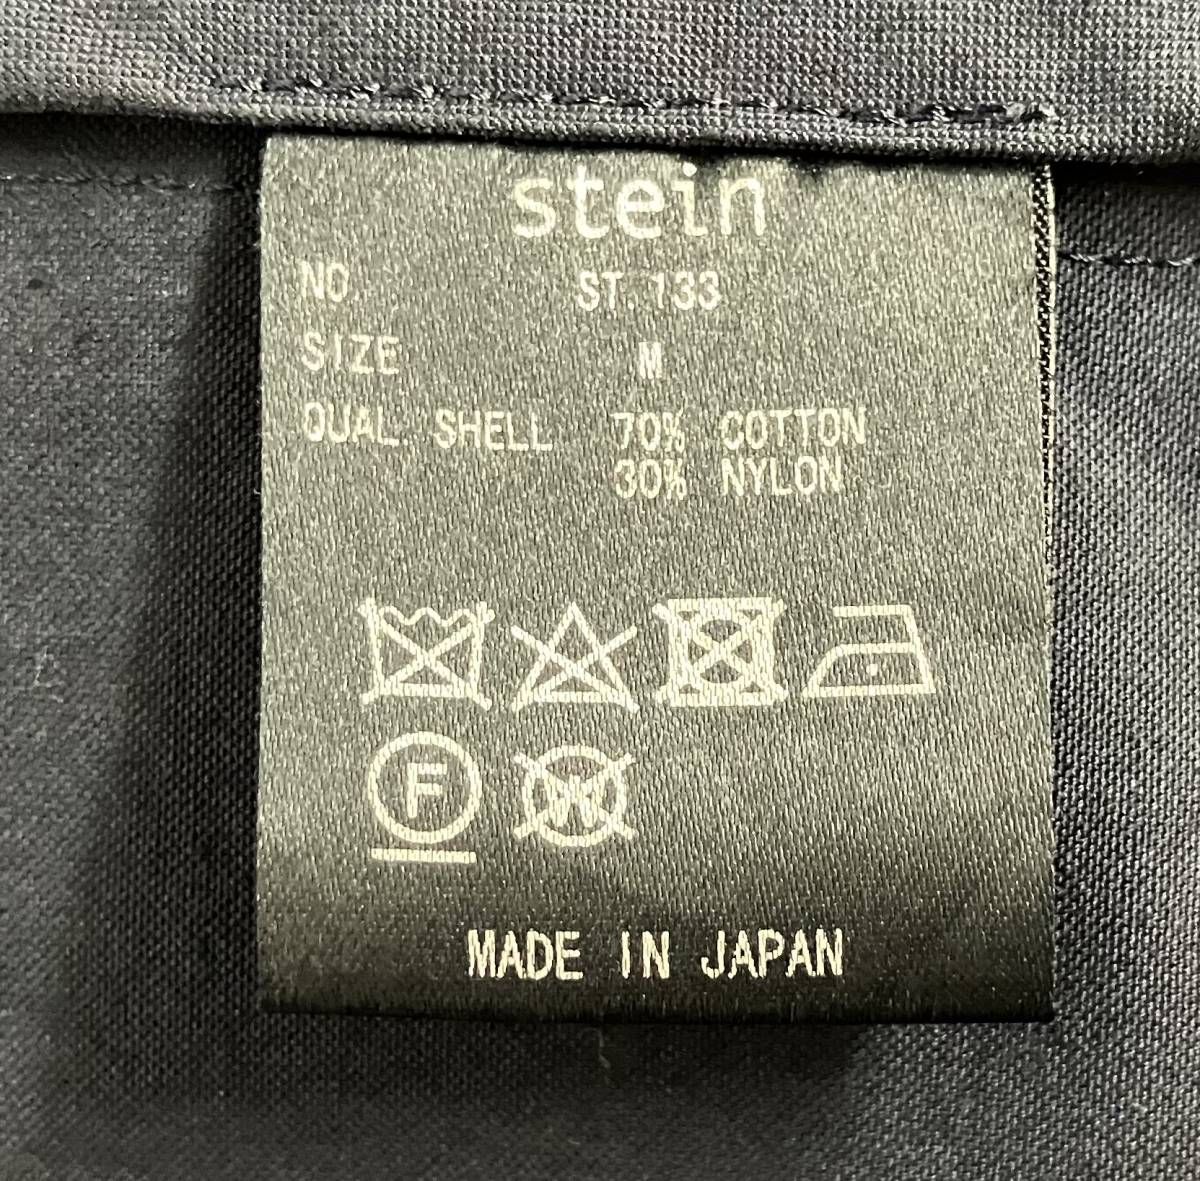 stein
NO. ST.133
SIZE M
QUAL. SHELL 70% COTTON
30% NYLON
F W
MADE IN JAPAN